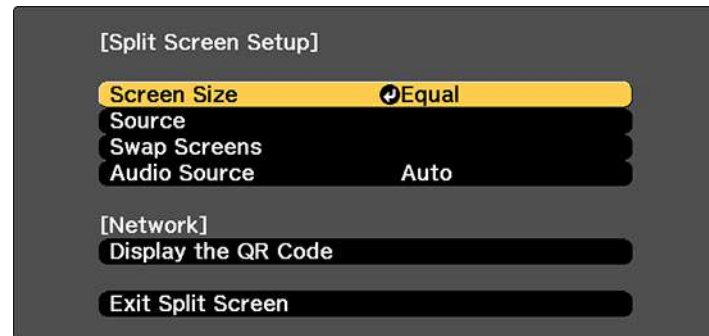 [Split Screen Setup]
Screen Size Equal
Source
Swap Screens
Audio Source Auto
[Network]
Display the QR Code
Exit Split Screen